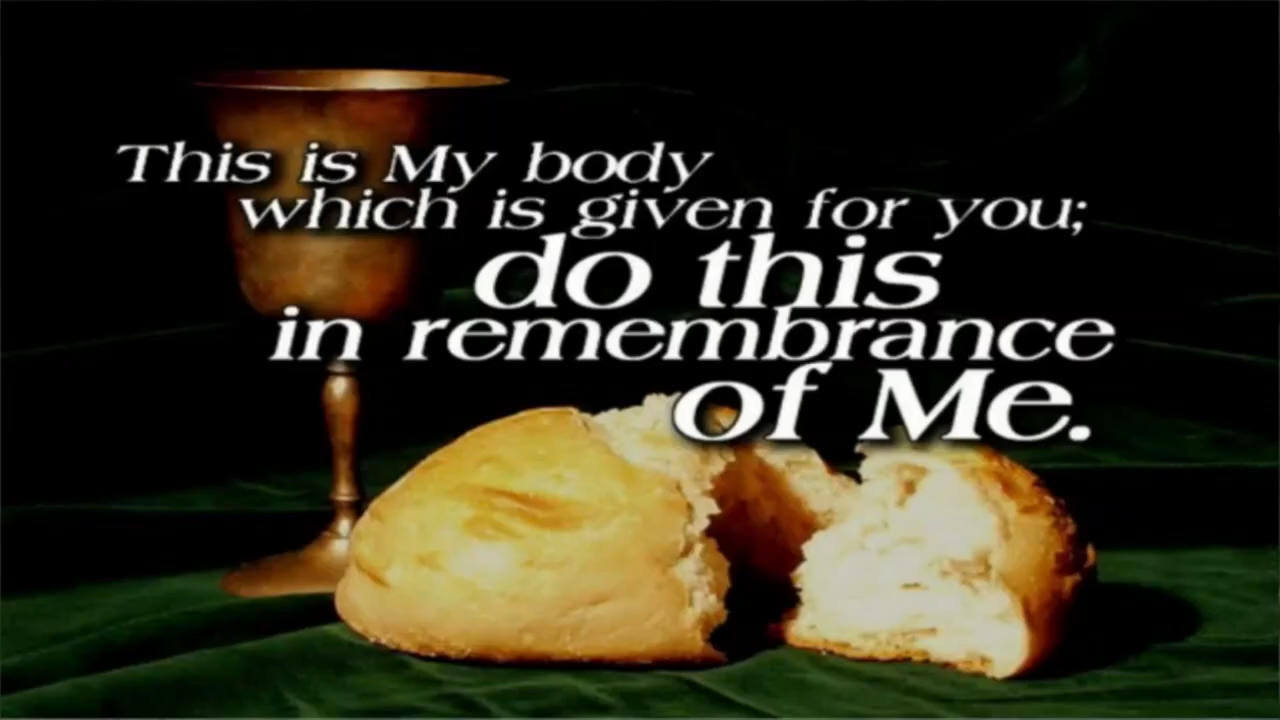 This is My body
which is given for you;
do this
in remembrance
of Me.